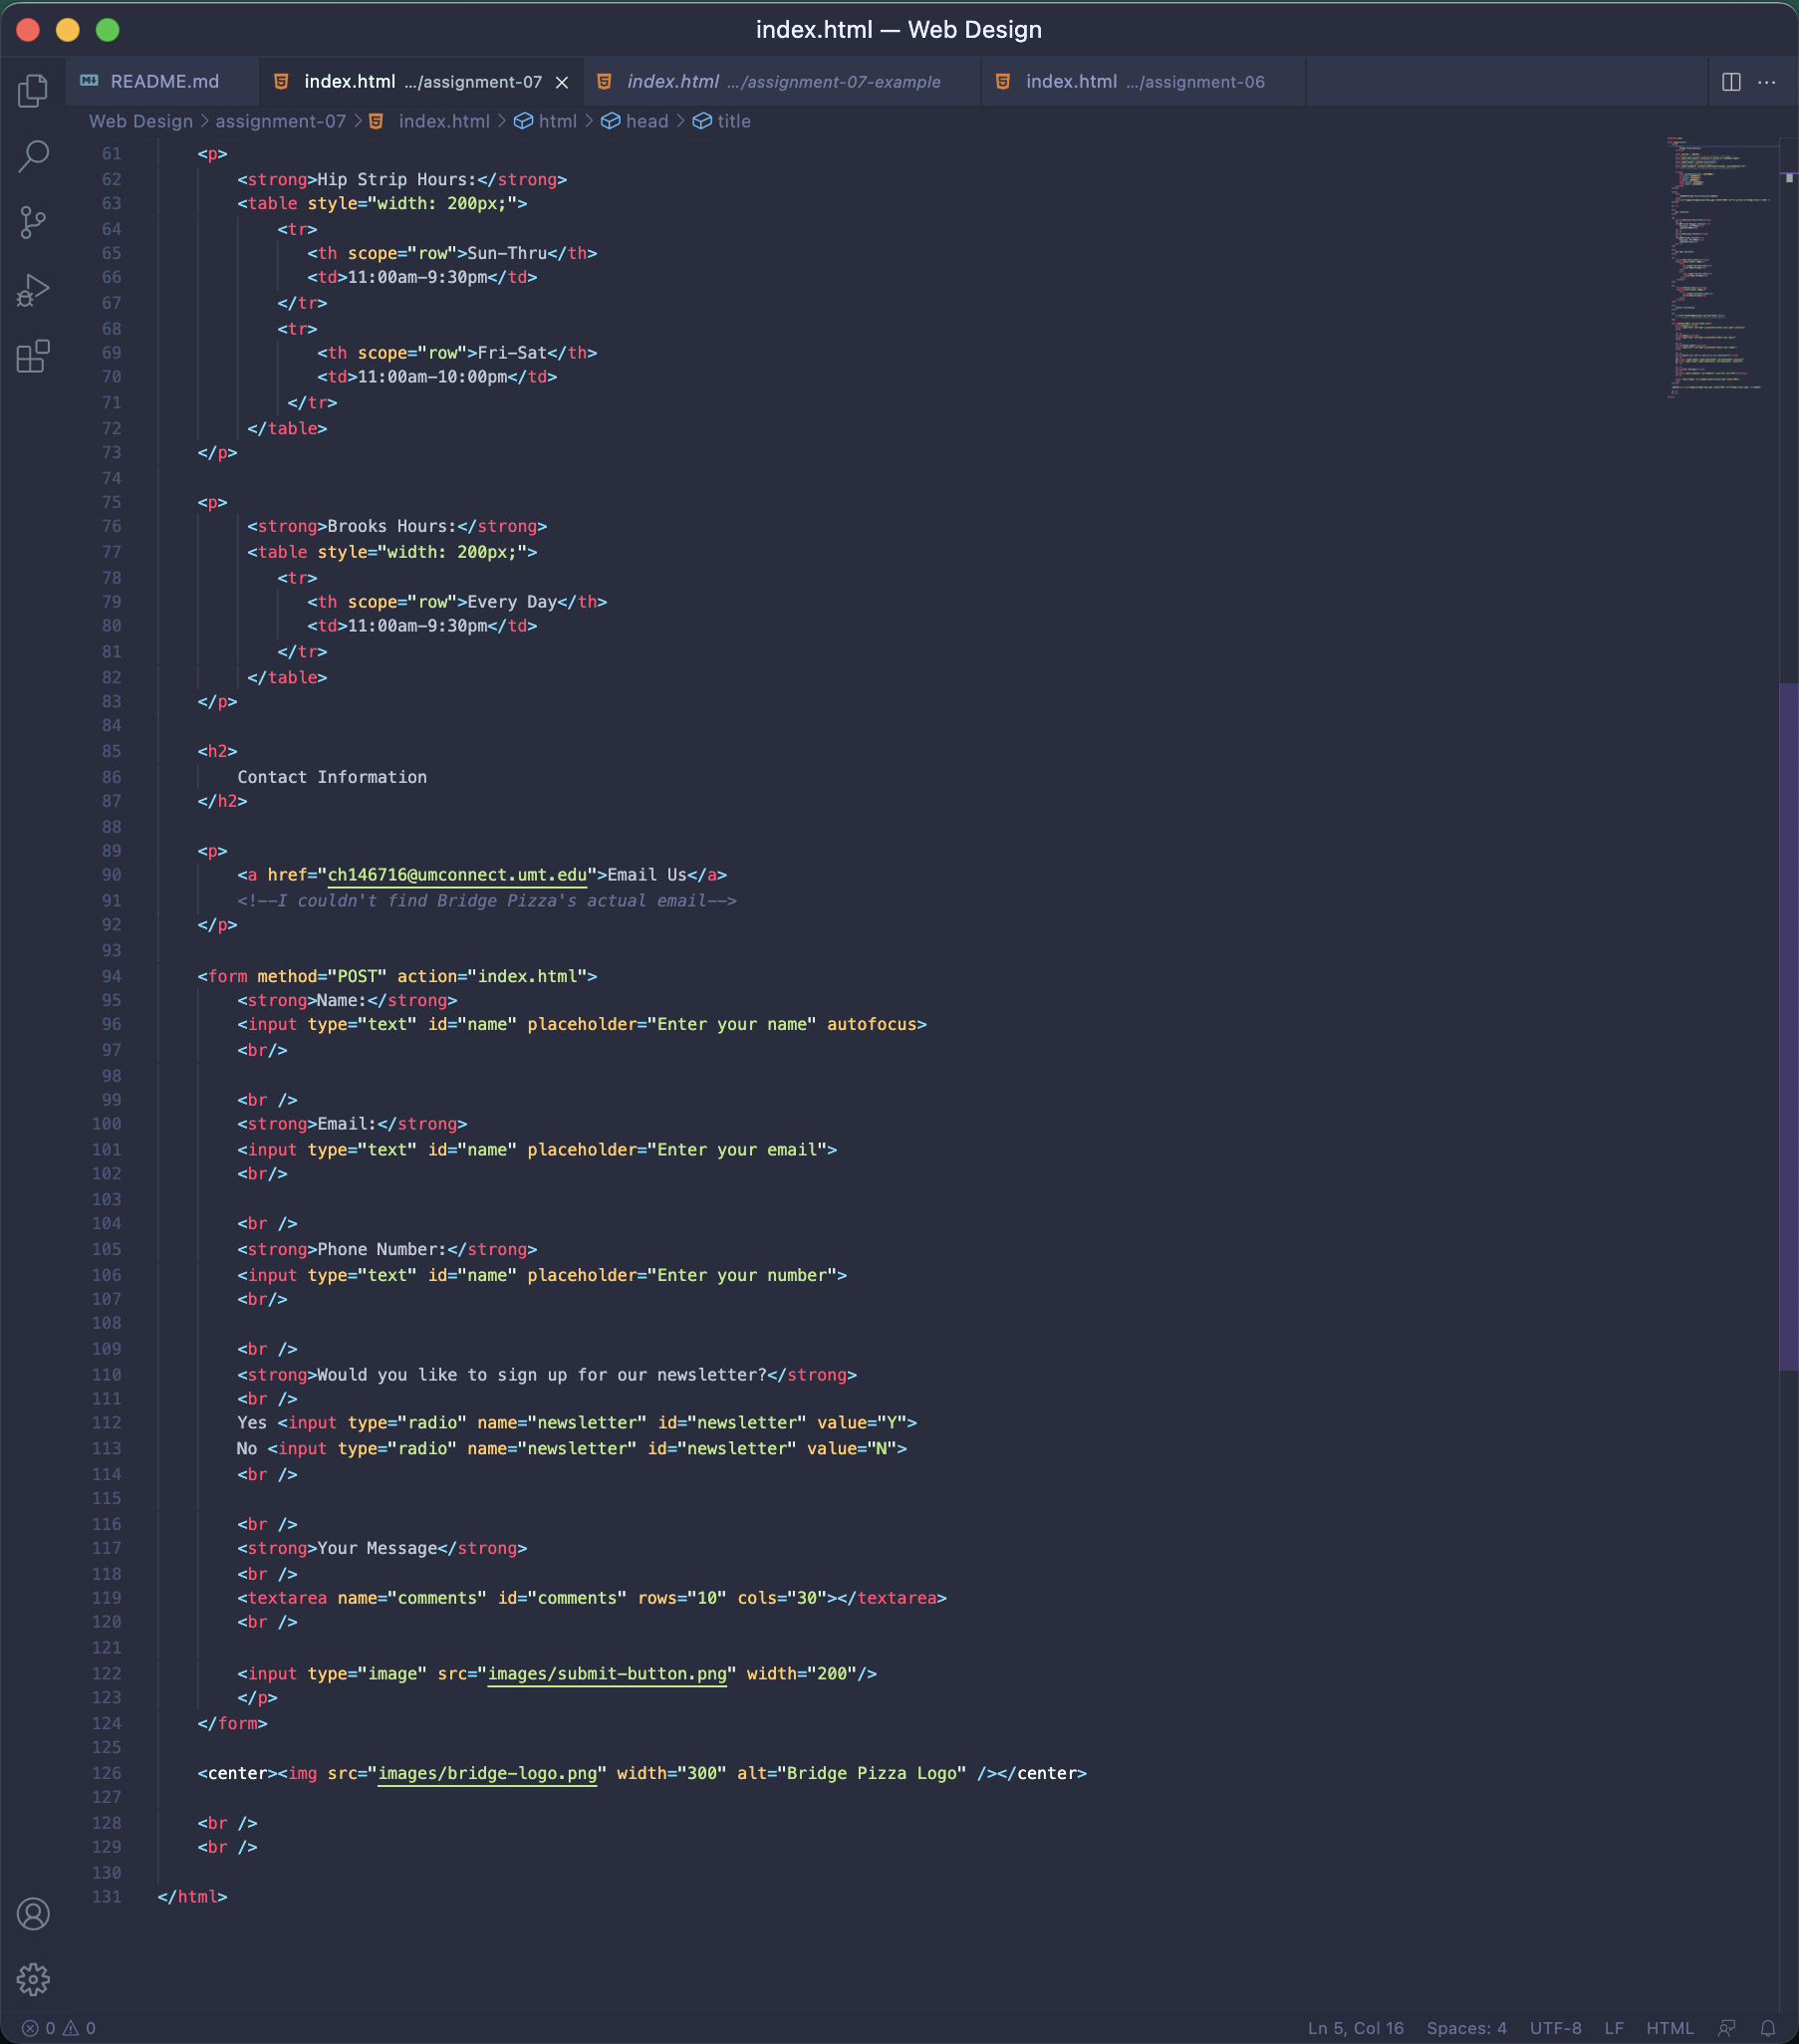 index.html — Web Design
README.md index.html .../assignment-07 index.html .../assignment-07-example index.html .../assignment-06
Web Design > assignment-07 > index.html > html > head > title
61 <p>
62 <strong>Hip Strip Hours:</strong>
63 <table style="width: 200px;">
64 <tr>
65 <th scope="row">Sun-Thru</th>
66 <td>11:00am-9:30pm</td>
67 </tr>
68 <tr>
69 <th scope="row">Fri-Sat</th>
70 <td>11:00am-10:00pm</td>
71 </tr>
72 </table>
73 </p>
74
75 <p>
76 <strong>Brooks Hours:</strong>
77 <table style="width: 200px;">
78 <tr>
79 <th scope="row">Every Day</th>
80 <td>11:00am-9:30pm</td>
81 </tr>
82 </table>
83 </p>
84
85 <h2>
86 Contact Information
87 </h2>
88
89 <p>
90 <a href="ch146716@umconnect.umt.edu">Email Us</a>
91 <!--I couldn't find Bridge Pizza's actual email-->
92 </p>
93
94 <form method="POST" action="index.html">
95 <strong>Name:</strong>
96 <input type="text" id="name" placeholder="Enter your name" autofocus>
97 <br/>
98
99 <br />
100 <strong>Email:</strong>
101 <input type="text" id="name" placeholder="Enter your email">
102 <br/>
103
104 <br />
105 <strong>Phone Number:</strong>
106 <input type="text" id="name" placeholder="Enter your number">
107 <br/>
108
109 <br />
110 <strong>Would you like to sign up for our newsletter?</strong>
111 <br />
112 Yes <input type="radio" name="newsletter" id="newsletter" value="Y">
113 No <input type="radio" name="newsletter" id="newsletter" value="N">
114 <br />
115
116 <br />
117 <strong>Your Message</strong>
118 <br />
119 <textarea name="comments" id="comments" rows="10" cols="30"></textarea>
120 <br />
121
122 <input type="image" src="images/submit-button.png" width="200"/>
123 </p>
124 </form>
125
126 <center><img src="images/bridge-logo.png" width="300" alt="Bridge Pizza Logo" /></center>
127
128 <br />
129 <br />
130
131 </html>
0 0 Ln 5, Col 16 Spaces: 4 UTF-8 LF HTML